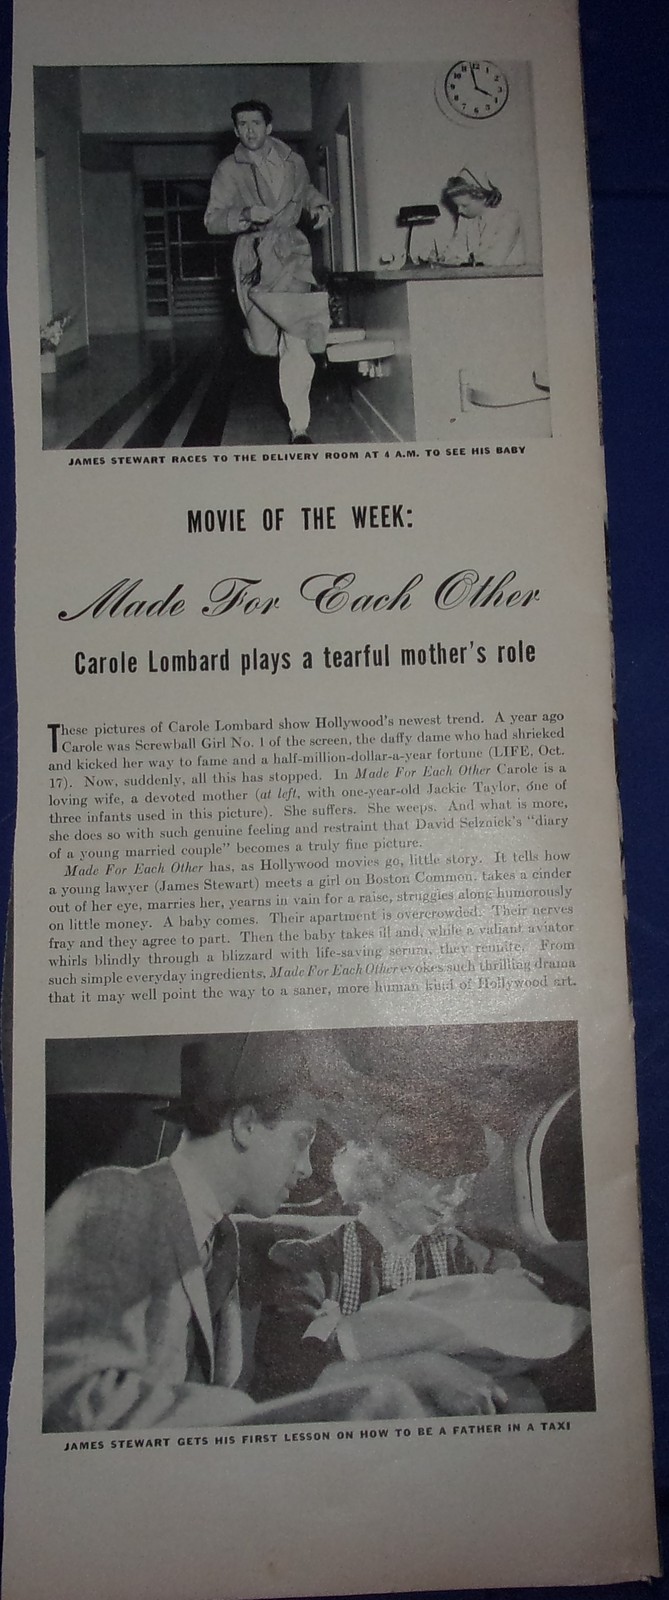 12
1
2
3
4
5
6
7
8
9
10
11
JAMES STEWART RACES TO THE DELIVERY ROOM AT 4 A.M. TO SEE HIS BABY
MOVIE OF THE WEEK:
Made For Each Other
Carole Lombard plays a tearful mother's role
These pictures of Carole Lombard show Hollywood's newest trend. A year ago
Carole was Screwball Girl No. 1 of the screen, the daffy dame who had shrieked
and kicked her way to fame and a half-million-dollar-a-year fortune (LIFE, Oct.
17). Now, suddenly, all this has stopped. In Made For Each Other Carole is a
loving wife, a devoted mother (at left, with one-year-old Jackie Taylor, one of
three infants used in this picture). She suffers. She weeps. And what is more,
she does so with such genuine feeling and restraint that David Selznick's "diary
of a young married couple" becomes a truly fine picture.
Made For Each Other has, as Hollywood movies go, little story. It tells how
a young lawyer (James Stewart) meets a girl on Boston Common, takes a cinder
out of her eye, marries her, yearns in vain for a raise, struggles along humorously
on little money. A baby comes. Their apartment is overcrowded. Their nerves
fray and they agree to part. Then the baby takes ill and, while a valiant aviator
whirls blindly through a blizzard with life-saving serum, they reunite. From
such simple everyday ingredients, Made For Each Other evokes such thrilling drama
that it may well point the way to a saner, more human kind of Hollywood art.
JAMES STEWART GETS HIS FIRST LESSON ON HOW TO BE A FATHER IN A TAXI